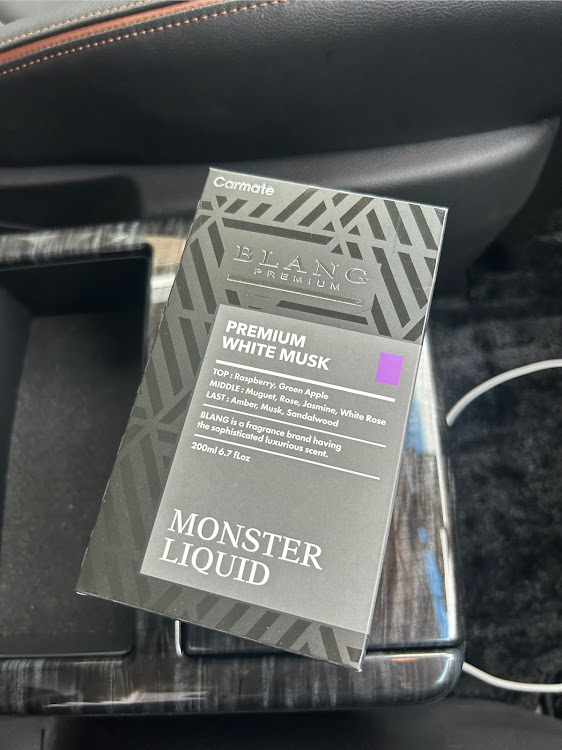 Carmate
BLANG
PREMIUM
PREMIUM
WHITE MUSK
TOP : Raspberry, Green Apple
MIDDLE : Muguet, Rose, Jasmine, White Rose
LAST : Amber, Musk, Sandalwood
BLANG is a fragrance brand having
the sophisticated luxurious scent.
200ml 6.7 fl.oz
MONSTER
LIQUID